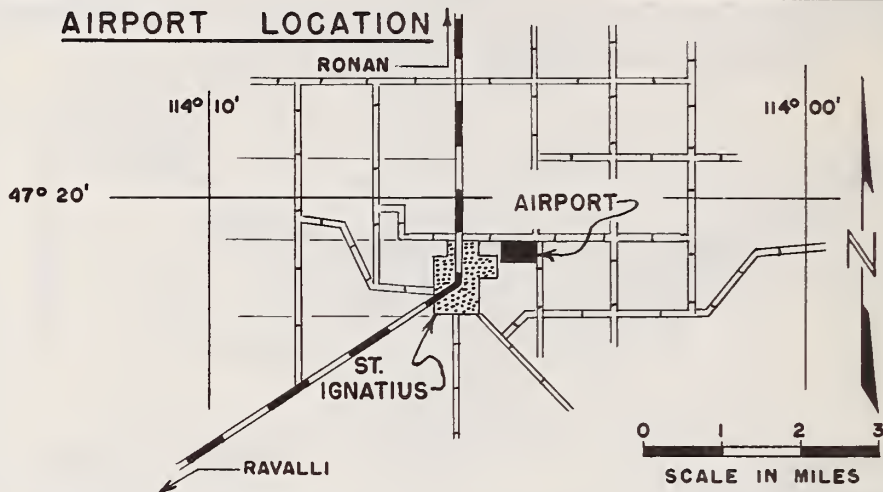 AIRPORT LOCATION
RONAN
114° 10'
114° 00'
47° 20'
AIRPORT
N
ST.
IGNATIUS
RAVALLI
0 1 2 3
SCALE IN MILES